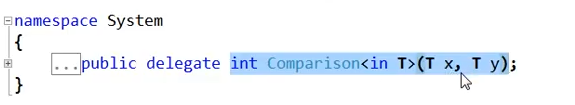 namespace System
{
...public delegate int Comparison<in T>(T x, T y);
}